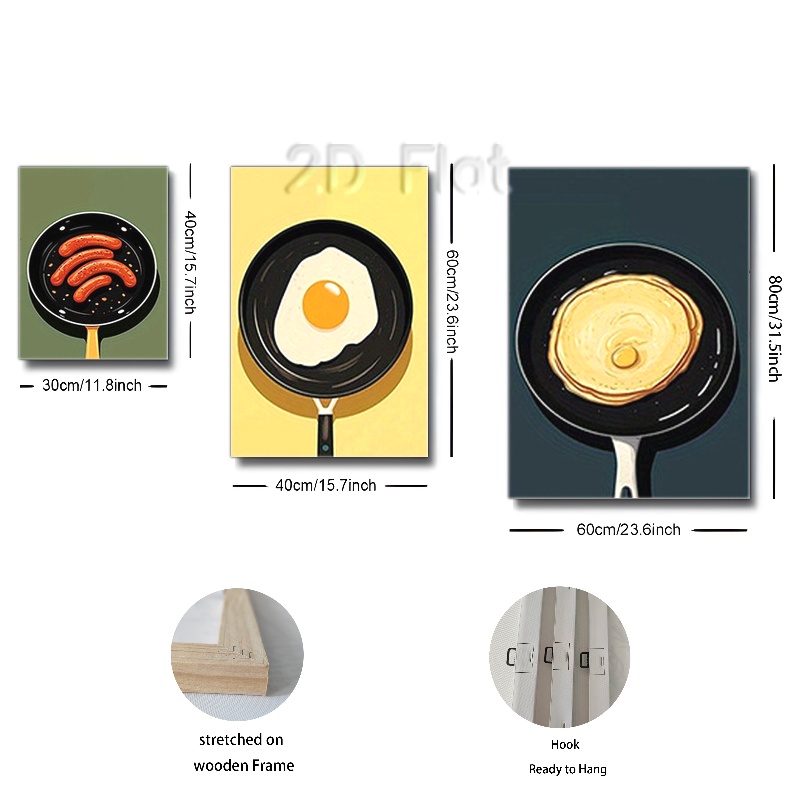 2D Flat
40cm/15.7inch
60cm/23.6inch
80cm/31.5inch
30cm/11.8inch
40cm/15.7inch
60cm/23.6inch
stretched on
wooden Frame
Hook
Ready to Hang